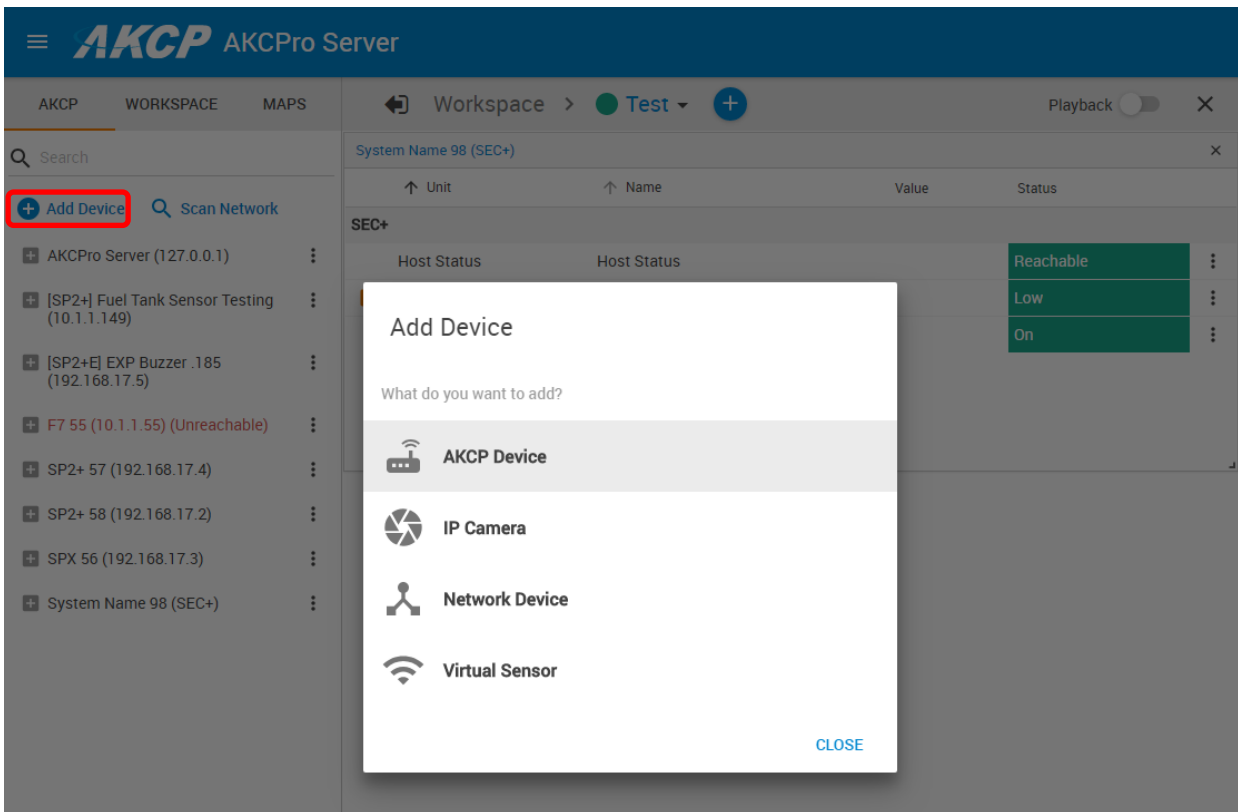 AKCP AKCPro Server
AKCP WORKSPACE MAPS
Workspace > Test
Playback
Search
System Name 98 (SEC+)
Unit Name Value Status
Add Device Scan Network
SEC+
AKCPro Server (127.0.0.1)
Host Status Host Status Reachable
[SP2+] Fuel Tank Sensor Testing
(10.1.1.149)
Low
On
[SP2+E] EXP Buzzer .185
(192.168.17.5)
F7 55 (10.1.1.55) (Unreachable)
SP2+ 57 (192.168.17.4)
SP2+ 58 (192.168.17.2)
SPX 56 (192.168.17.3)
System Name 98 (SEC+)
Add Device
What do you want to add?
AKCP Device
IP Camera
Network Device
Virtual Sensor
CLOSE